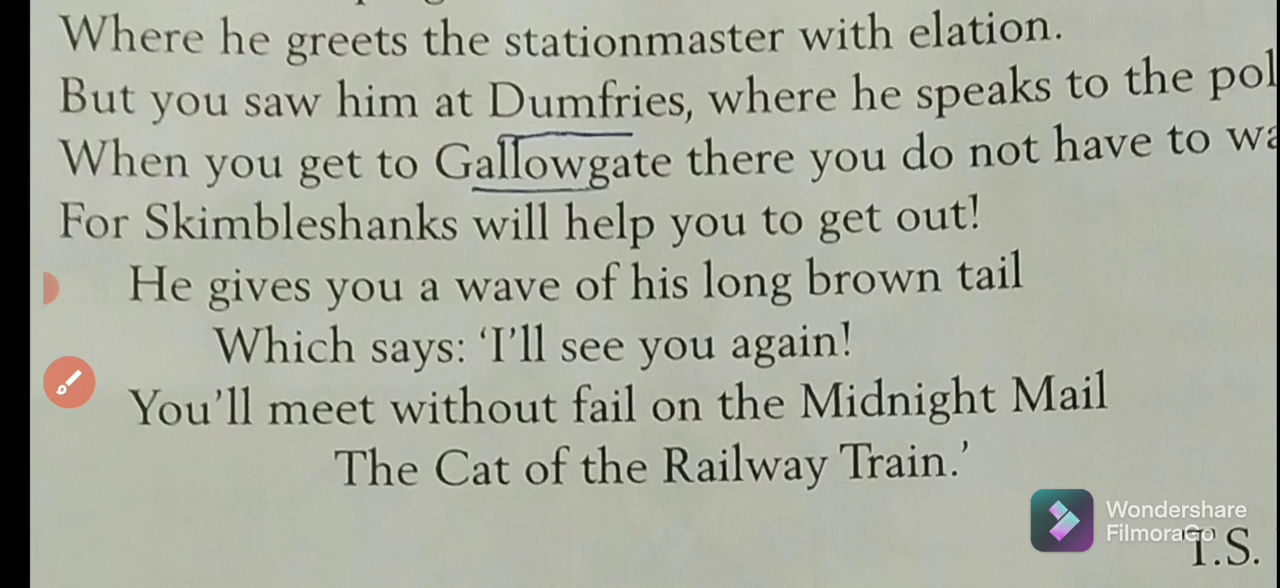 Where he greets the stationmaster with elation.
But you saw him at Dumfries, where he speaks to the pol
When you get to Gallowgate there you do not have to wa
For Skimbleshanks will help you to get out!
He gives you a wave of his long brown tail
Which says: ‘I’ll see you again!
You’ll meet without fail on the Midnight Mail
The Cat of the Railway Train.’
Wondershare
FilmoraGo
T.S.